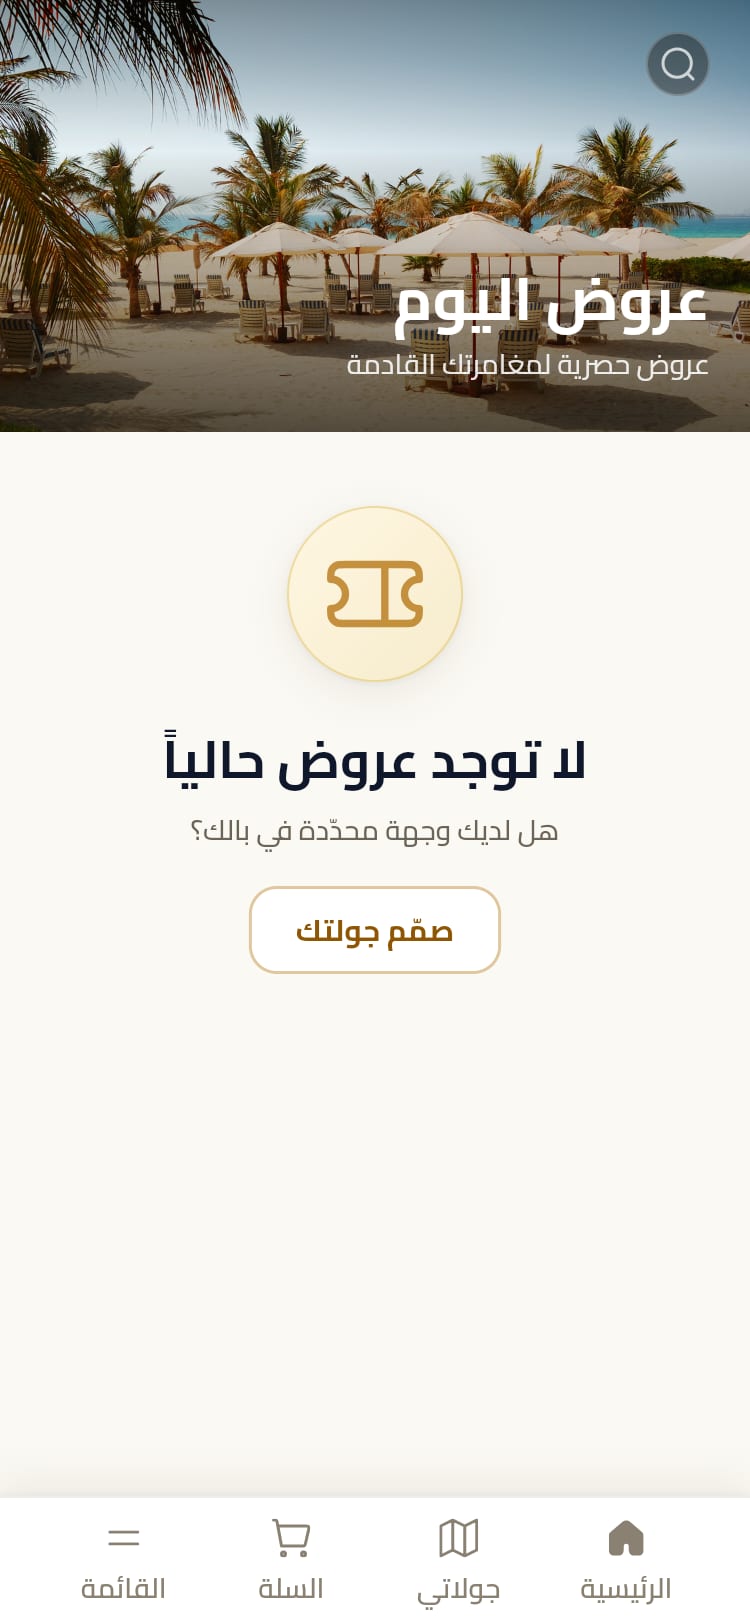 عروض اليوم
عروض حصرية لمغامرتك القادمة
لا توجد عروض حالياً
هل لديك وجهة محدّدة في بالك؟
صمّم جولتك
الرئيسية
جولاتي
السلة
القائمة